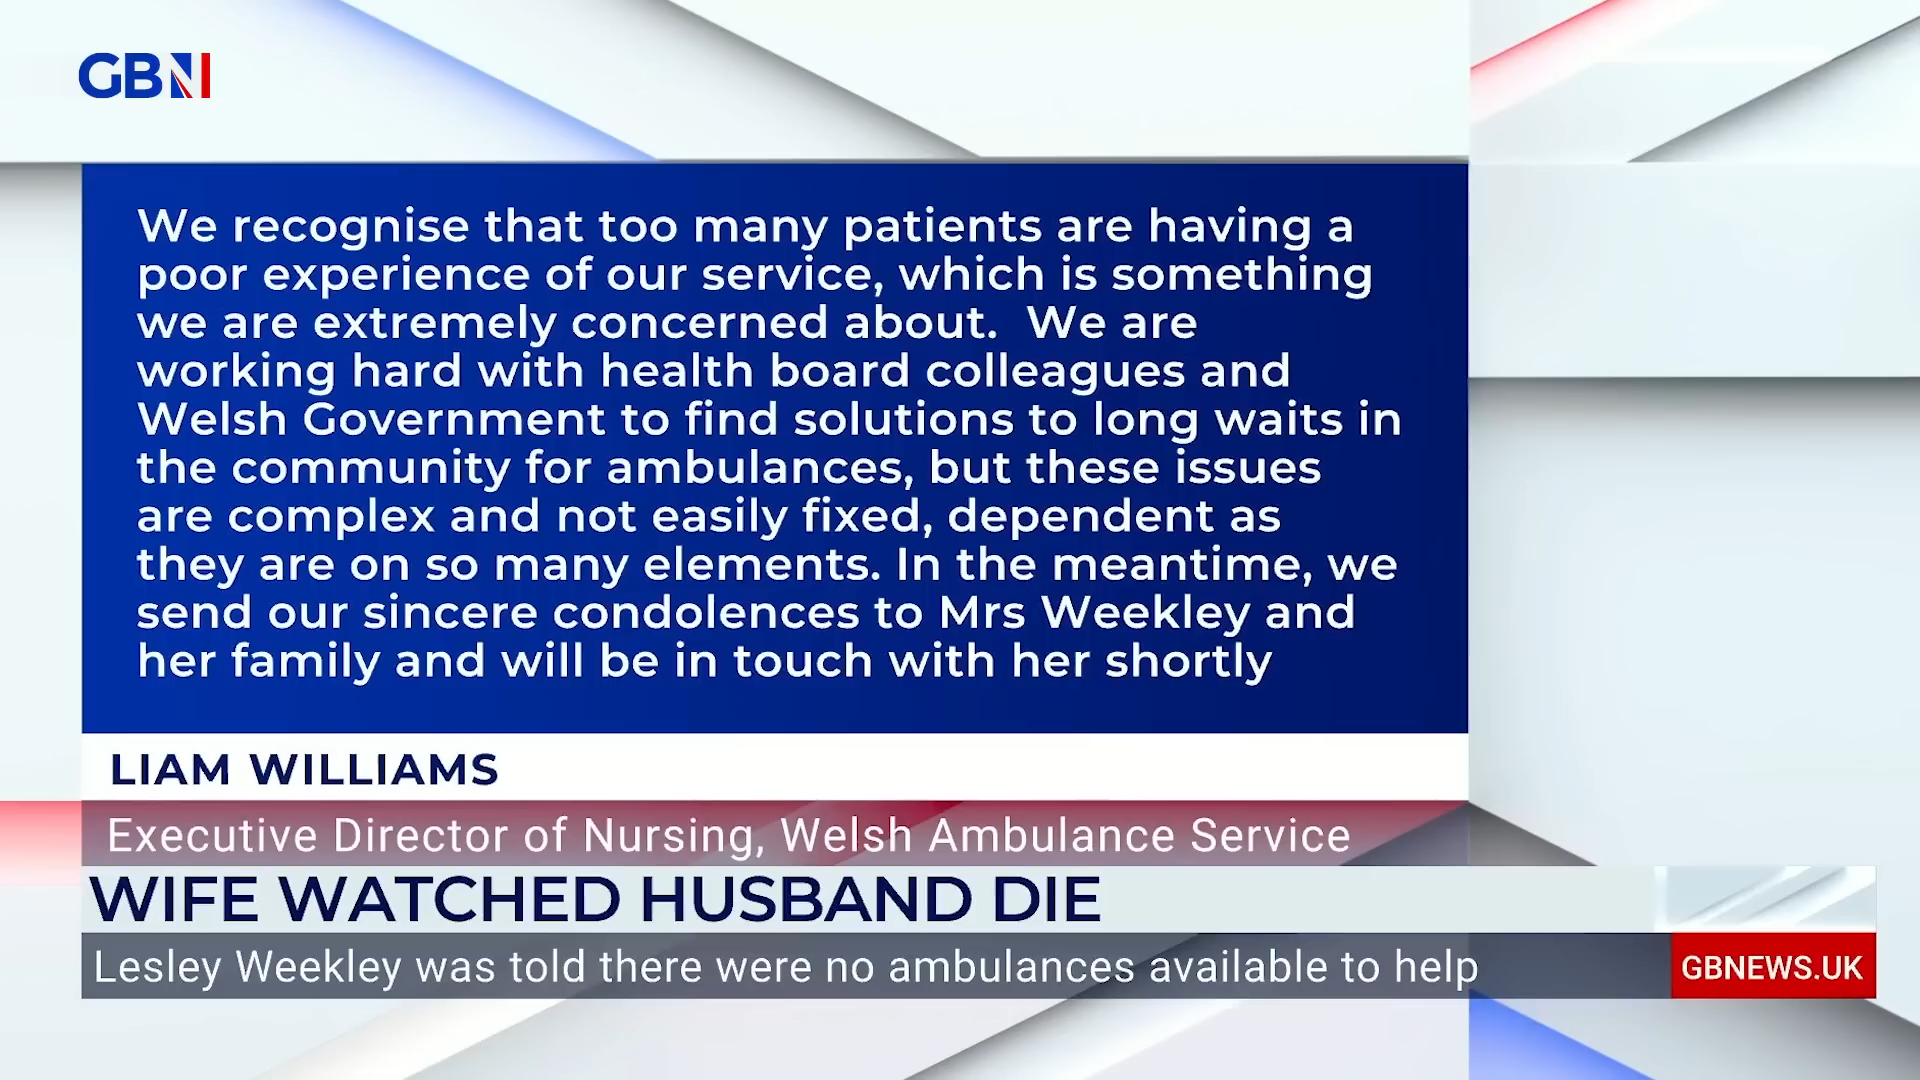 GBN
We recognise that too many patients are having a
poor experience of our service, which is something
we are extremely concerned about.  We are
working hard with health board colleagues and
Welsh Government to find solutions to long waits in
the community for ambulances, but these issues
are complex and not easily fixed, dependent as
they are on so many elements. In the meantime, we
send our sincere condolences to Mrs Weekley and
her family and will be in touch with her shortly
LIAM WILLIAMS
Executive Director of Nursing, Welsh Ambulance Service
WIFE WATCHED HUSBAND DIE
Lesley Weekley was told there were no ambulances available to help
GBNEWS.UK